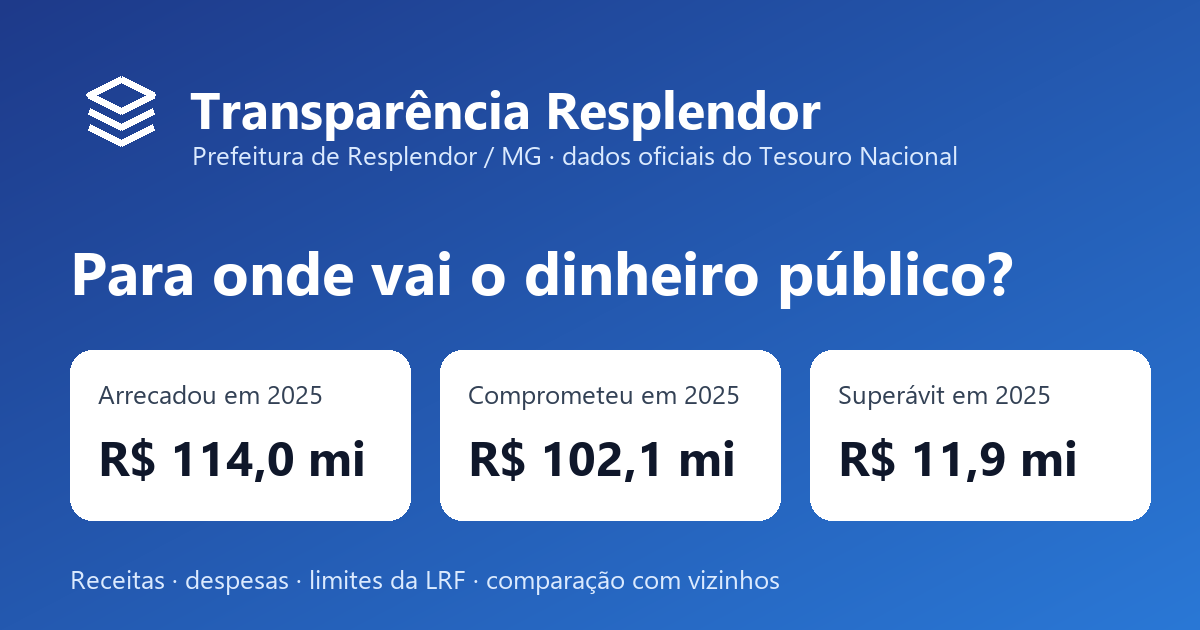 Transparência Resplendor
Prefeitura de Resplendor / MG · dados oficiais do Tesouro Nacional
Para onde vai o dinheiro público?
Arrecadou em 2025
R$ 114,0 mi
Comprometeu em 2025
R$ 102,1 mi
Superávit em 2025
R$ 11,9 mi
Receitas · despesas · limites da LRF · comparação com vizinhos